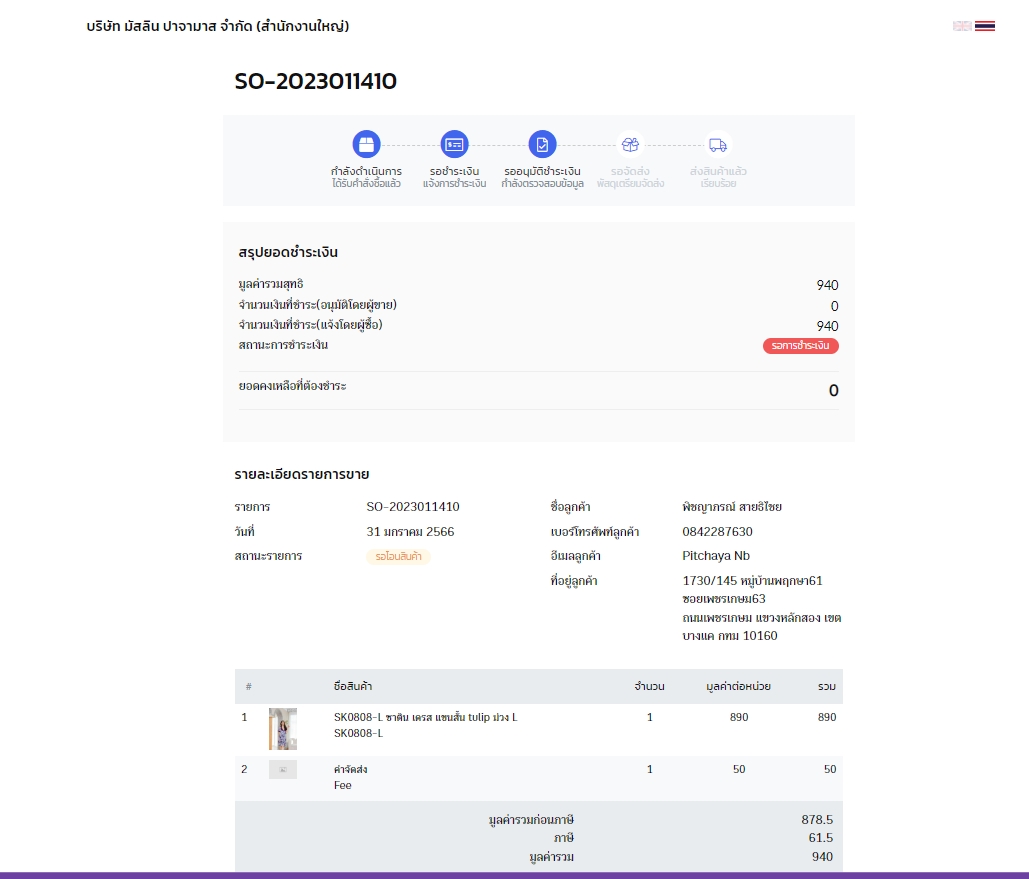 บริษัท มัสลิน ปาจามาส จำกัด (สำนักงานใหญ่)
SO-2023011410
กำลังดำเนินการ
ได้รับคำสั่งซื้อแล้ว
รอชำระเงิน
แจ้งการชำระเงิน
รออนุมัติชำระเงิน
กำลังตรวจสอบข้อมูล
รอจัดส่ง
พัสดุเตรียมจัดส่ง
ส่งสินค้าแล้ว
เรียบร้อย
สรุปยอดชำระเงิน
มูลค่ารวมสุทธิ 940
จำนวนเงินที่ชำระ(อนุมัติโดยผู้ขาย) 0
จำนวนเงินที่ชำระ(แจ้งโดยผู้ซื้อ) 940
สถานะการชำระเงิน รอการชำระเงิน
ยอดคงเหลือที่ต้องชำระ 0
รายละเอียดรายการขาย
รายการ SO-2023011410 ชื่อลูกค้า พิชญาภรณ์ สายธิไชย
วันที่ 31 มกราคม 2566 เบอร์โทรศัพท์ลูกค้า 0842287630
สถานะรายการ รอโอนสินค้า อีเมลลูกค้า Pitchaya Nb
ที่อยู่ลูกค้า 1730/145 หมู่บ้านพฤกษา61
ซอยเพชรเกษม63
ถนนเพชรเกษม แขวงหลักสอง เขต
บางแค กทม 10160
# ชื่อสินค้า จำนวน มูลค่าต่อหน่วย รวม
1 SK0808-L ซาติน เดรส แขนสั้น tulip ม่วง L 1 890 890
SK0808-L
2 ค่าจัดส่ง 1 50 50
Fee
มูลค่ารวมก่อนภาษี 878.5
ภาษี 61.5
มูลค่ารวม 940